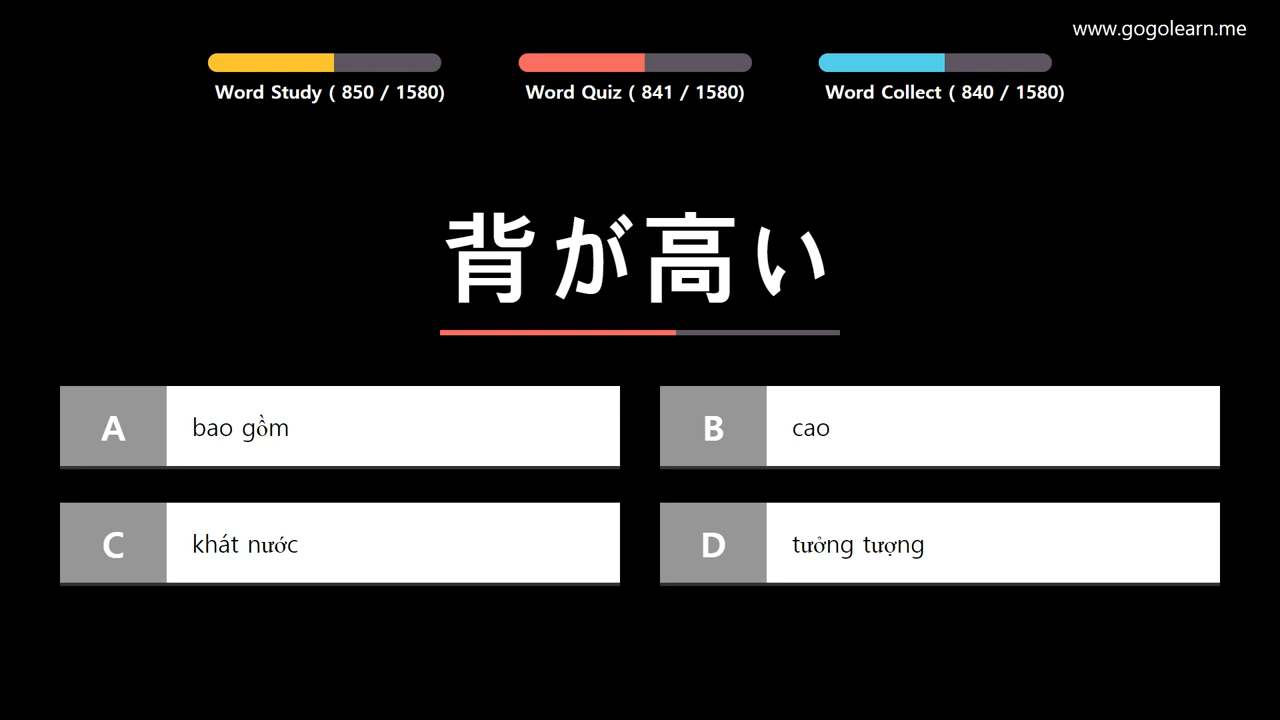 www.gogolearn.me
Word Study ( 850 / 1580)
Word Quiz ( 841 / 1580)
Word Collect ( 840 / 1580)
背が高い
A bao gồm
B cao
C khát nước
D tưởng tượng